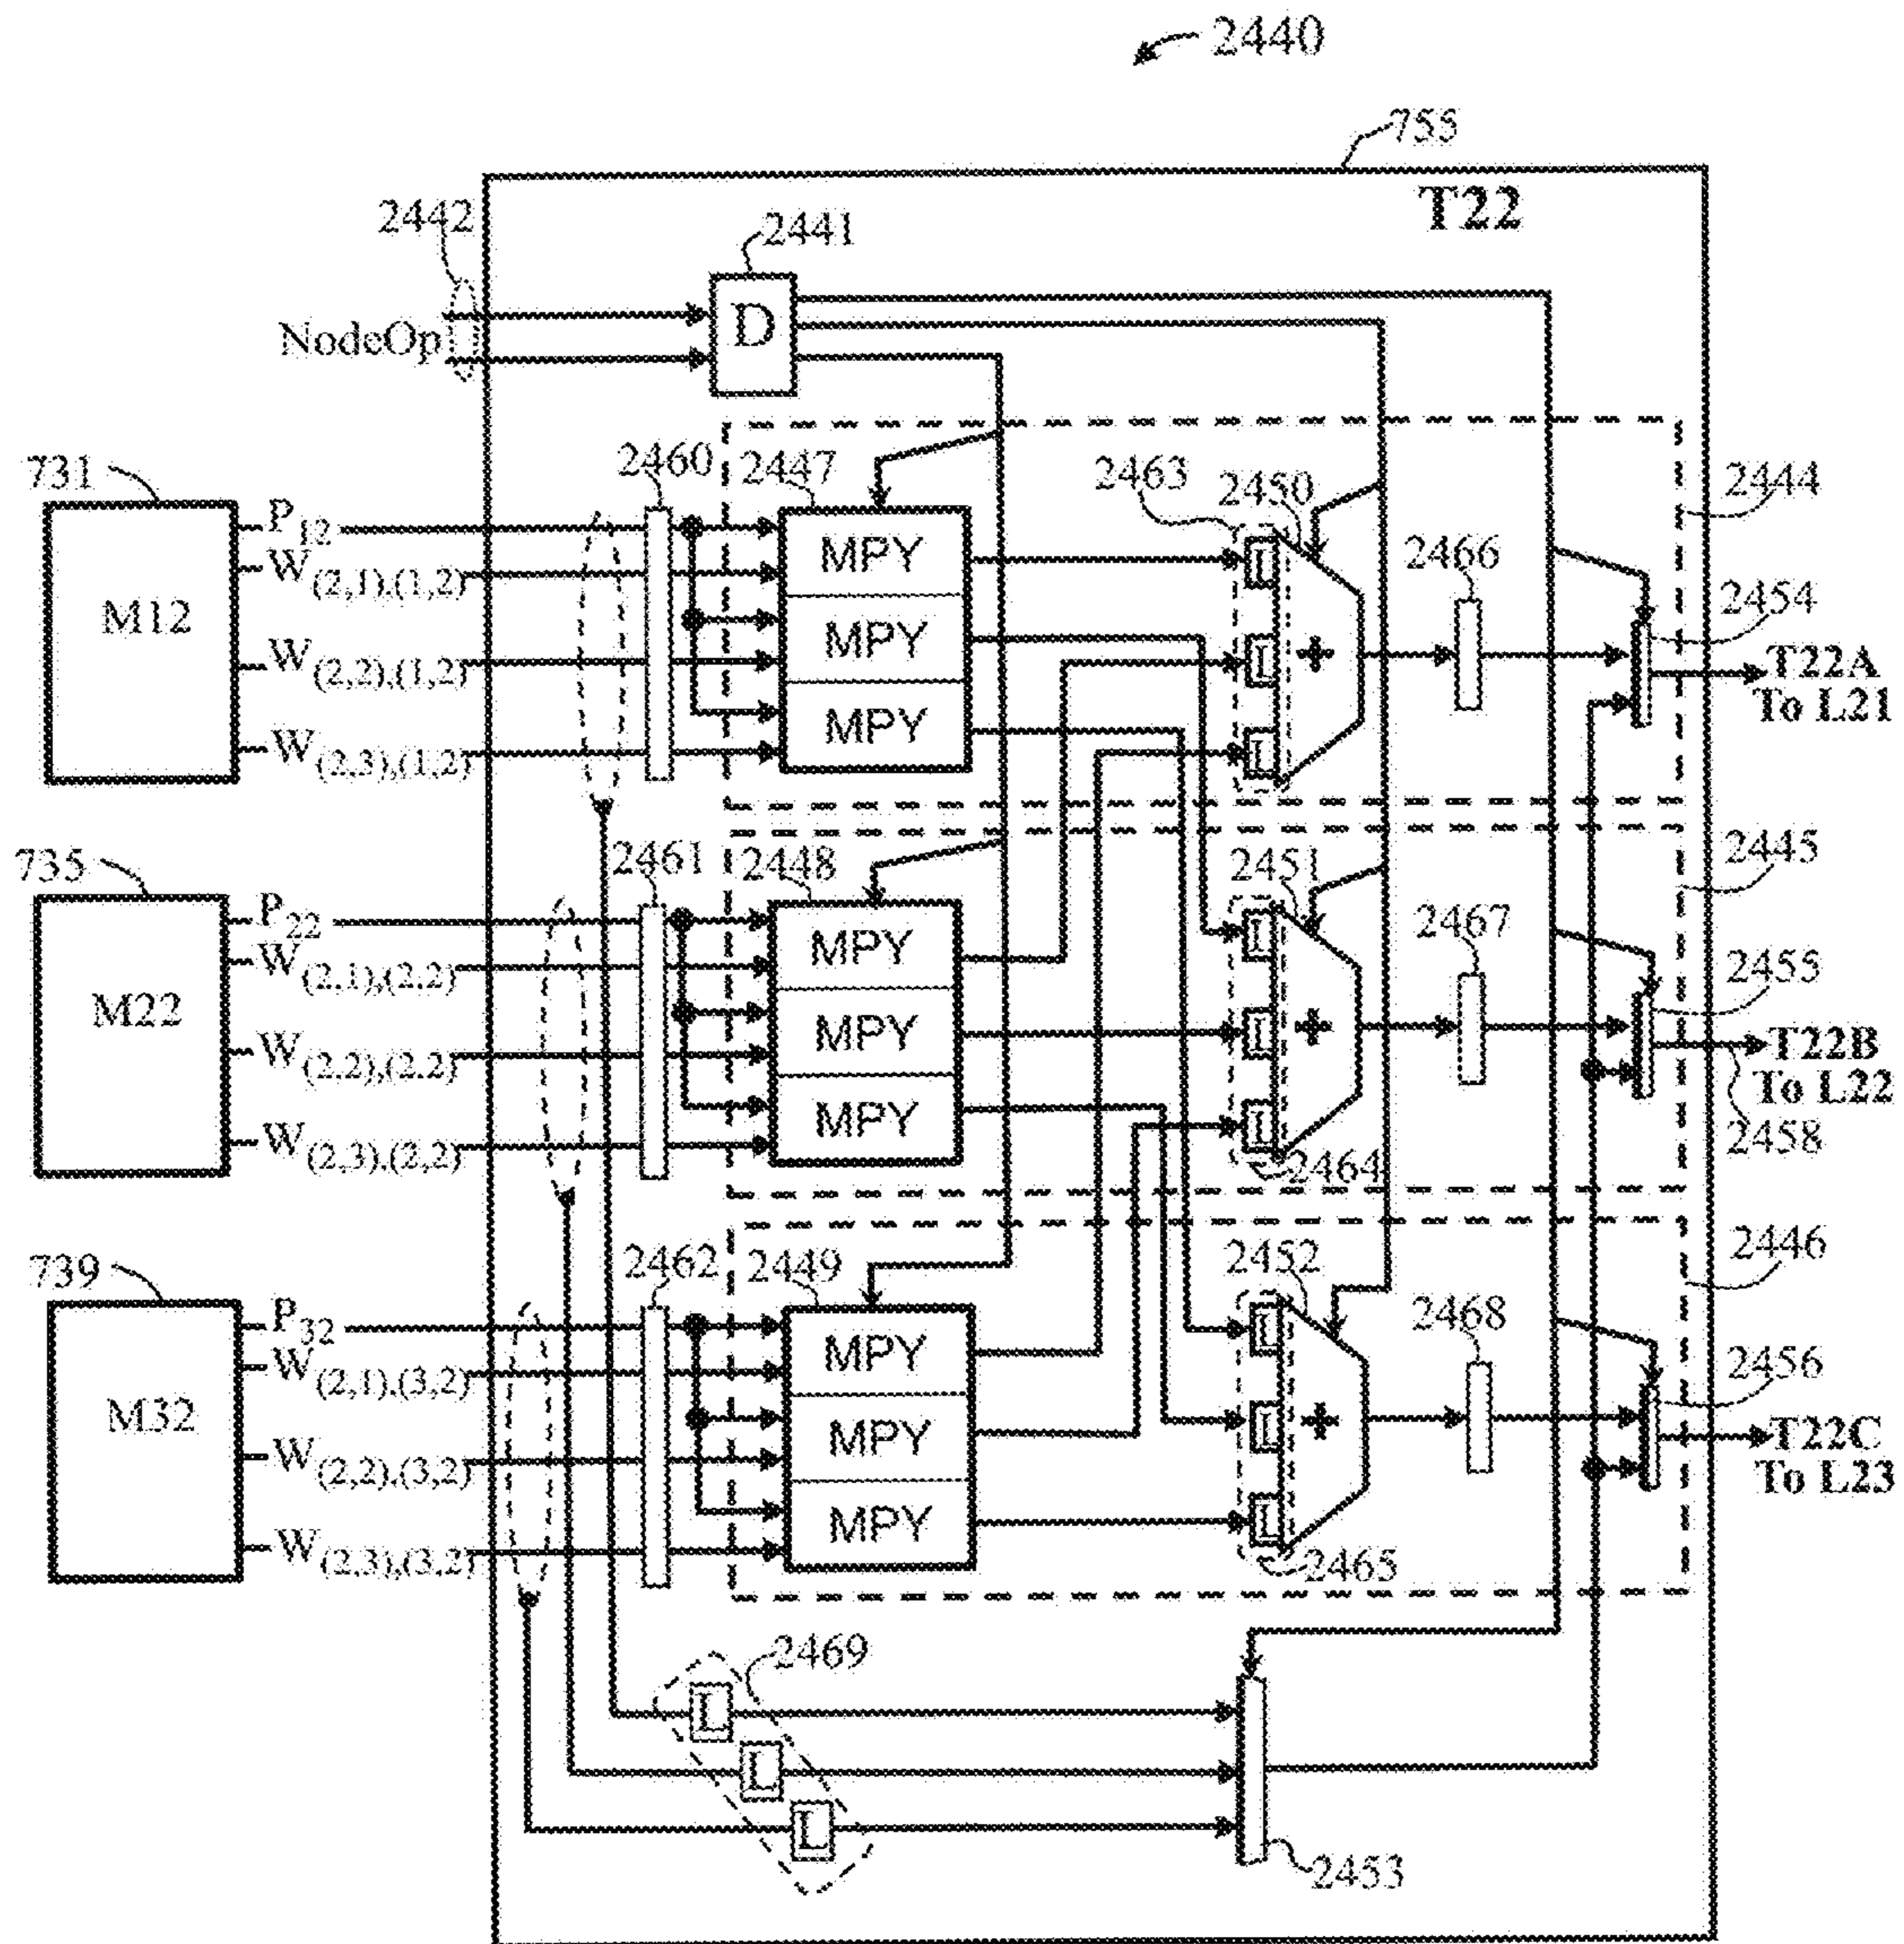 2440
755
T22
2442
2441
NodeOp
D
731
2460
2447
2463
2450
2444
M12
P12
W(2,1),(1,2)
W(2,2),(1,2)
W(2,3),(1,2)
MPY
MPY
MPY
L
L
L
+
2466
2454
T22A
To L21
735
2461
2448
2451
2445
M22
P22
W(2,1),(2,2)
W(2,2),(2,2)
W(2,3),(2,2)
MPY
MPY
MPY
L
L
L
+
2467
2455
T22B
To L22
2458
2464
739
2462
2449
2452
2446
M32
P32
W(2,1),(3,2)
W(2,2),(3,2)
W(2,3),(3,2)
MPY
MPY
MPY
L
L
L
+
2468
2456
T22C
To L23
2465
2469
L
L
L
2453